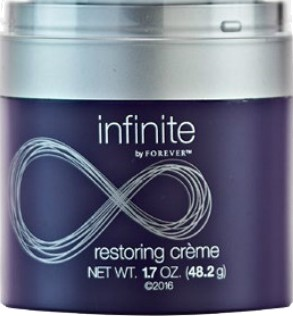 infinite
by FOREVER™
restoring crème
NET WT. 1.7 OZ. (48.2 g)
©2016